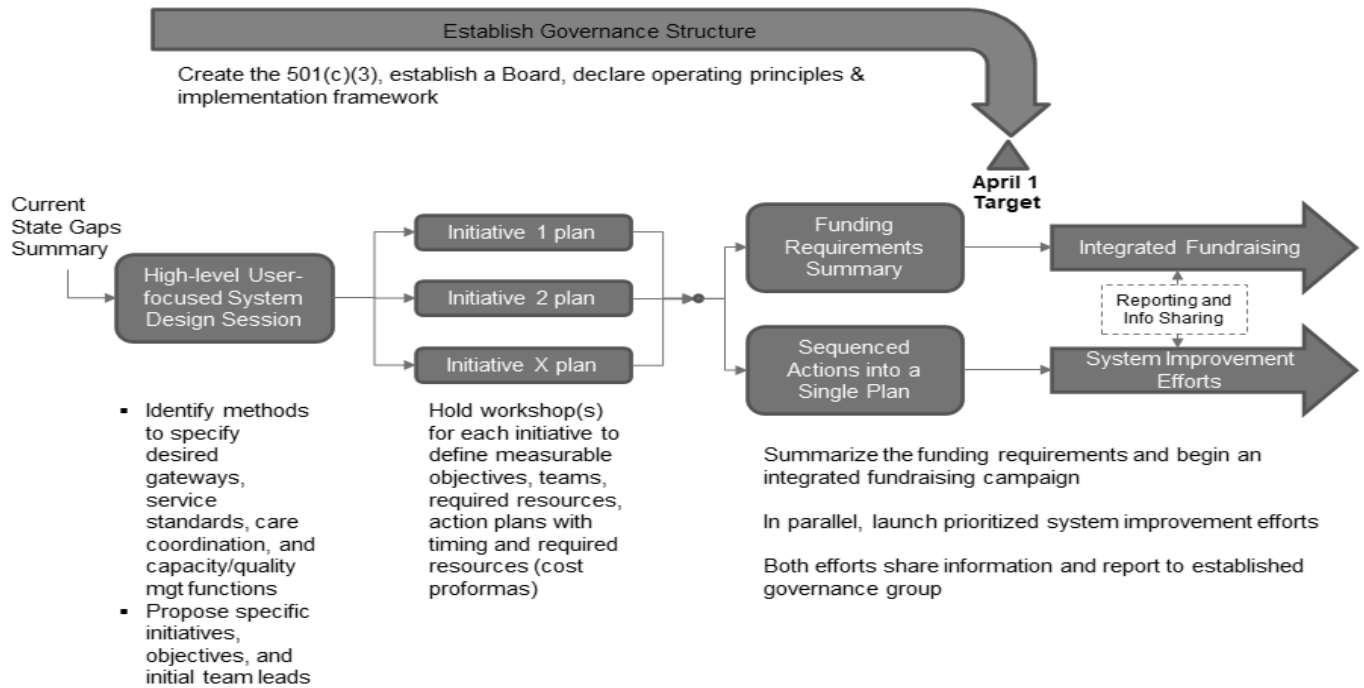 Establish Governance Structure
Create the 501(c)(3), establish a Board, declare operating principles &
implementation framework
April 1
Target
Current
State Gaps
Summary
High-level User-
focused System
Design Session
Initiative 1 plan
Initiative 2 plan
Initiative X plan
Funding
Requirements
Summary
Sequenced
Actions into a
Single Plan
Integrated Fundraising
Reporting and
Info Sharing
System Improvement
Efforts
▪ Identify methods
to specify
desired
gateways,
service
standards, care
coordination, and
capacity/quality
mgt functions
▪ Propose specific
initiatives,
objectives, and
initial team leads
Hold workshop(s)
for each initiative to
define measurable
objectives, teams,
required resources,
action plans with
timing and required
resources (cost
proformas)
Summarize the funding requirements and begin an
integrated fundraising campaign
In parallel, launch prioritized system improvement efforts
Both efforts share information and report to established
governance group